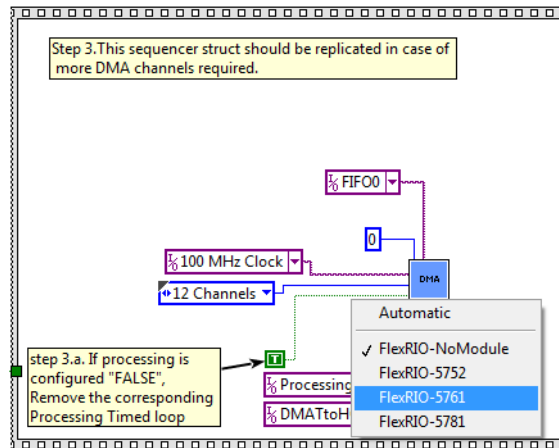 Step 3.This sequencer struct should be replicated in case of
more DMA channels required.
FIFO0
0
100 MHz Clock
DMA
12 Channels
Automatic
step 3.a. If processing is
configured "FALSE",
Remove the corresponding
Processing Timed loop
T
✓ FlexRIO-NoModule
FlexRIO-5752
Processing
FlexRIO-5761
DMATtoH
FlexRIO-5781